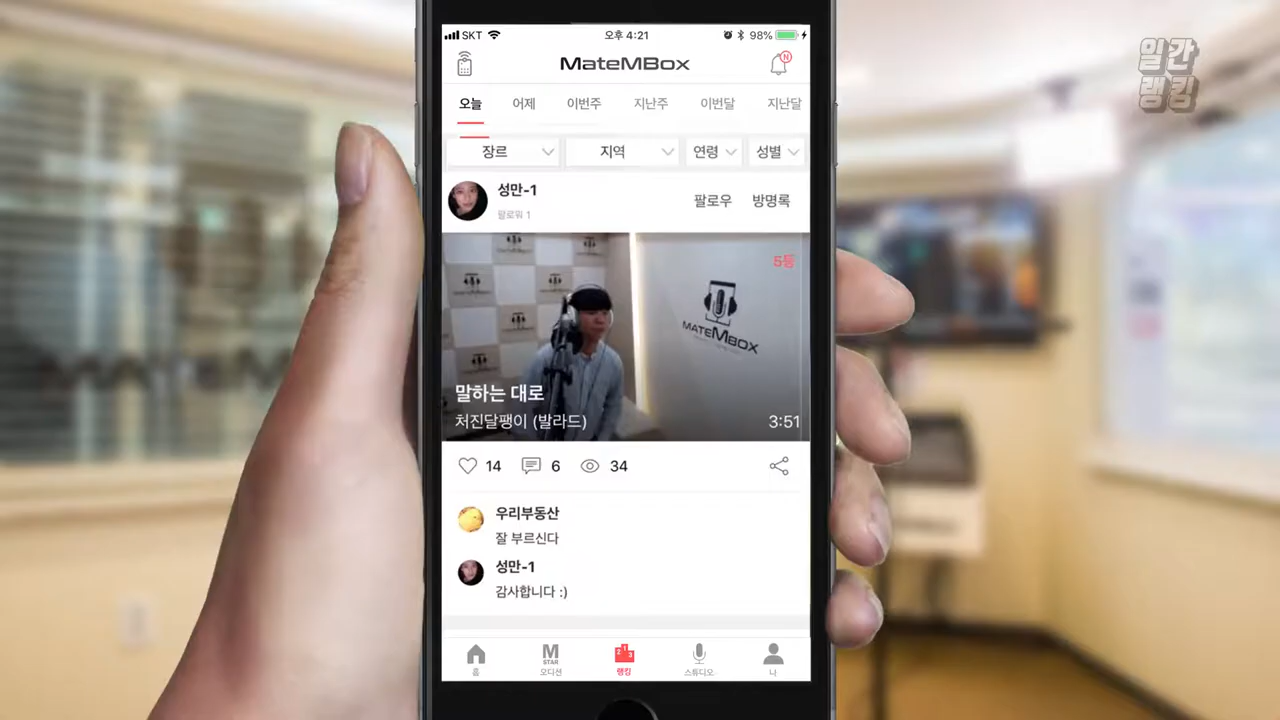 SKT 오후 4:21 98%
MateMBox
N
일간
랭킹
오늘 어제 이번주 지난주 이번달 지난달
장르 지역 연령 성별
성만-1
팔로워 1
팔로우 방명록
5등
MATEMBOX
말하는 대로
처진달팽이 (발라드)
3:51
14 6 34
우리부동산
잘 부르신다
성만-1
감사합니다 :)
홈
M STAR 오디션
2 1 3 랭킹
스튜디오
나